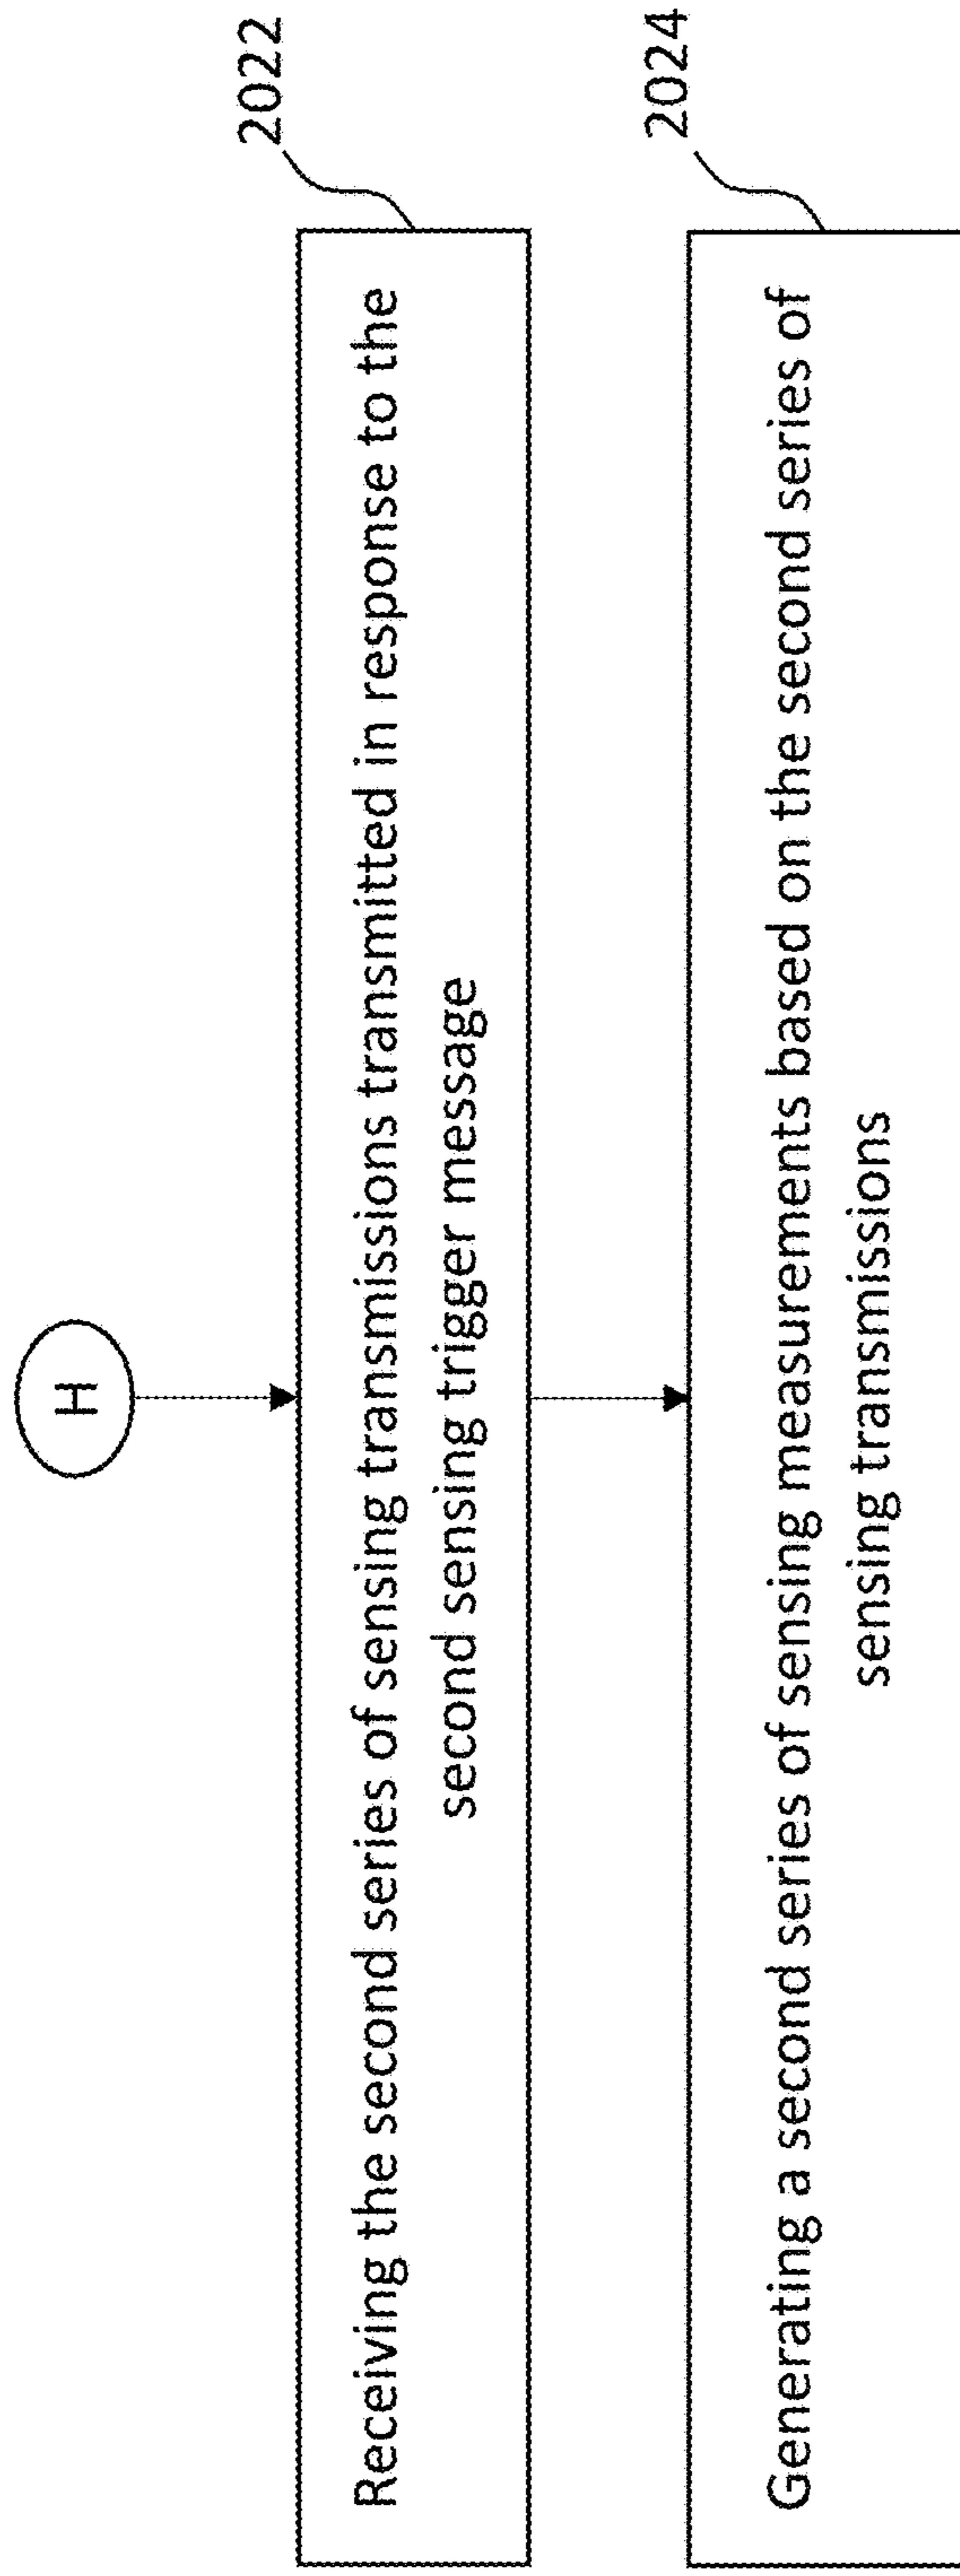 H
2022
Receiving the second series of sensing transmissions transmitted in response to the
second sensing trigger message
2024
Generating a second series of sensing measurements based on the second series of
sensing transmissions